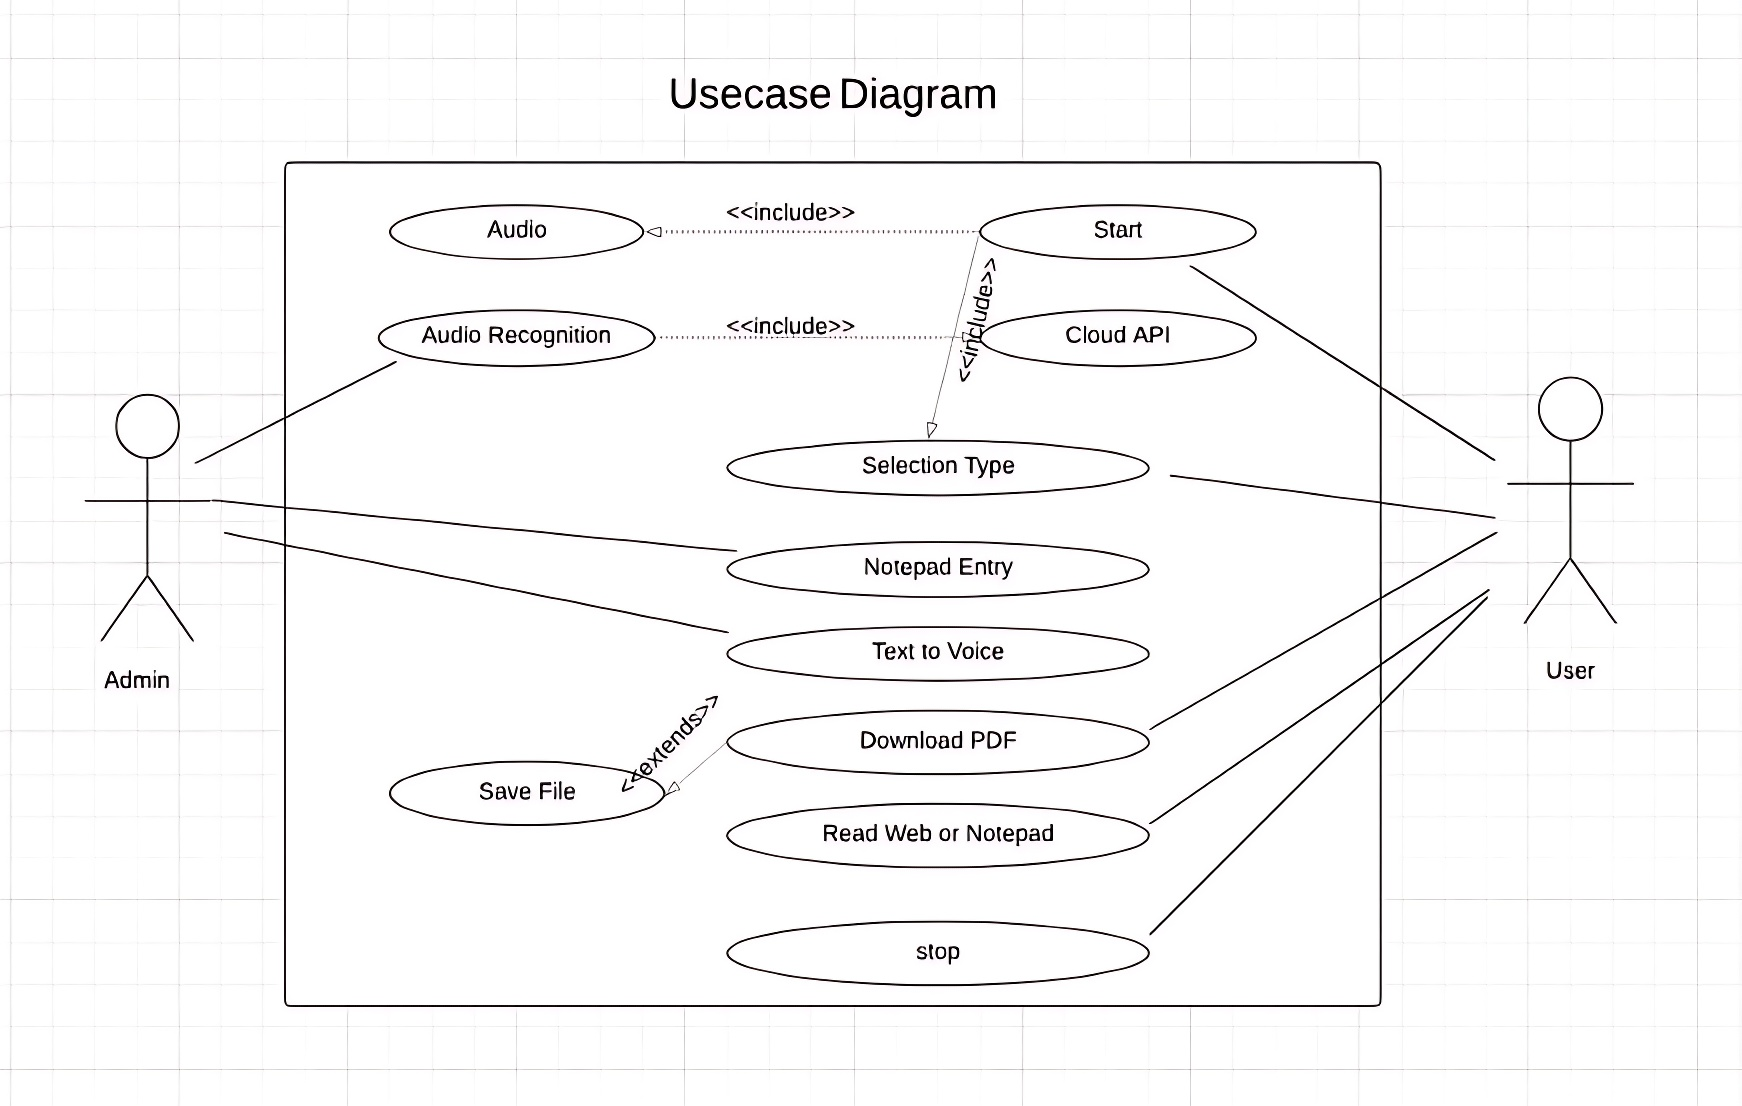 Usecase Diagram
<<include>>
Audio
Start
<<include>>
Audio Recognition
<<include>>
Cloud API
Selection Type
Notepad Entry
Text to Voice
Admin
User
<<extends>>
Download PDF
Save File
Read Web or Notepad
stop